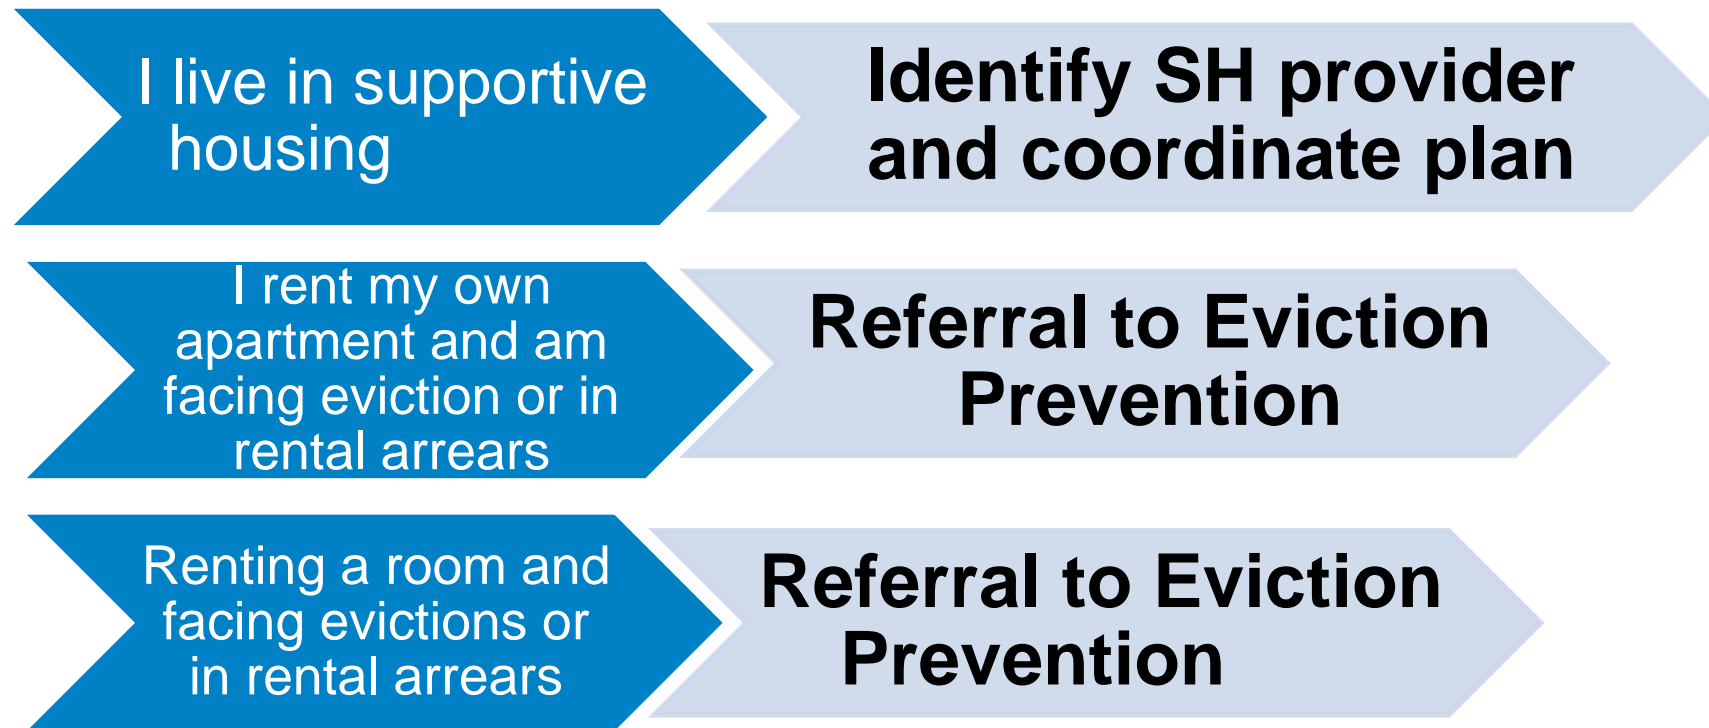 I live in supportive
housing
Identify SH provider
and coordinate plan
I rent my own
apartment and am
facing eviction or in
rental arrears
Referral to Eviction
Prevention
Renting a room and
facing evictions or
in rental arrears
Referral to Eviction
Prevention